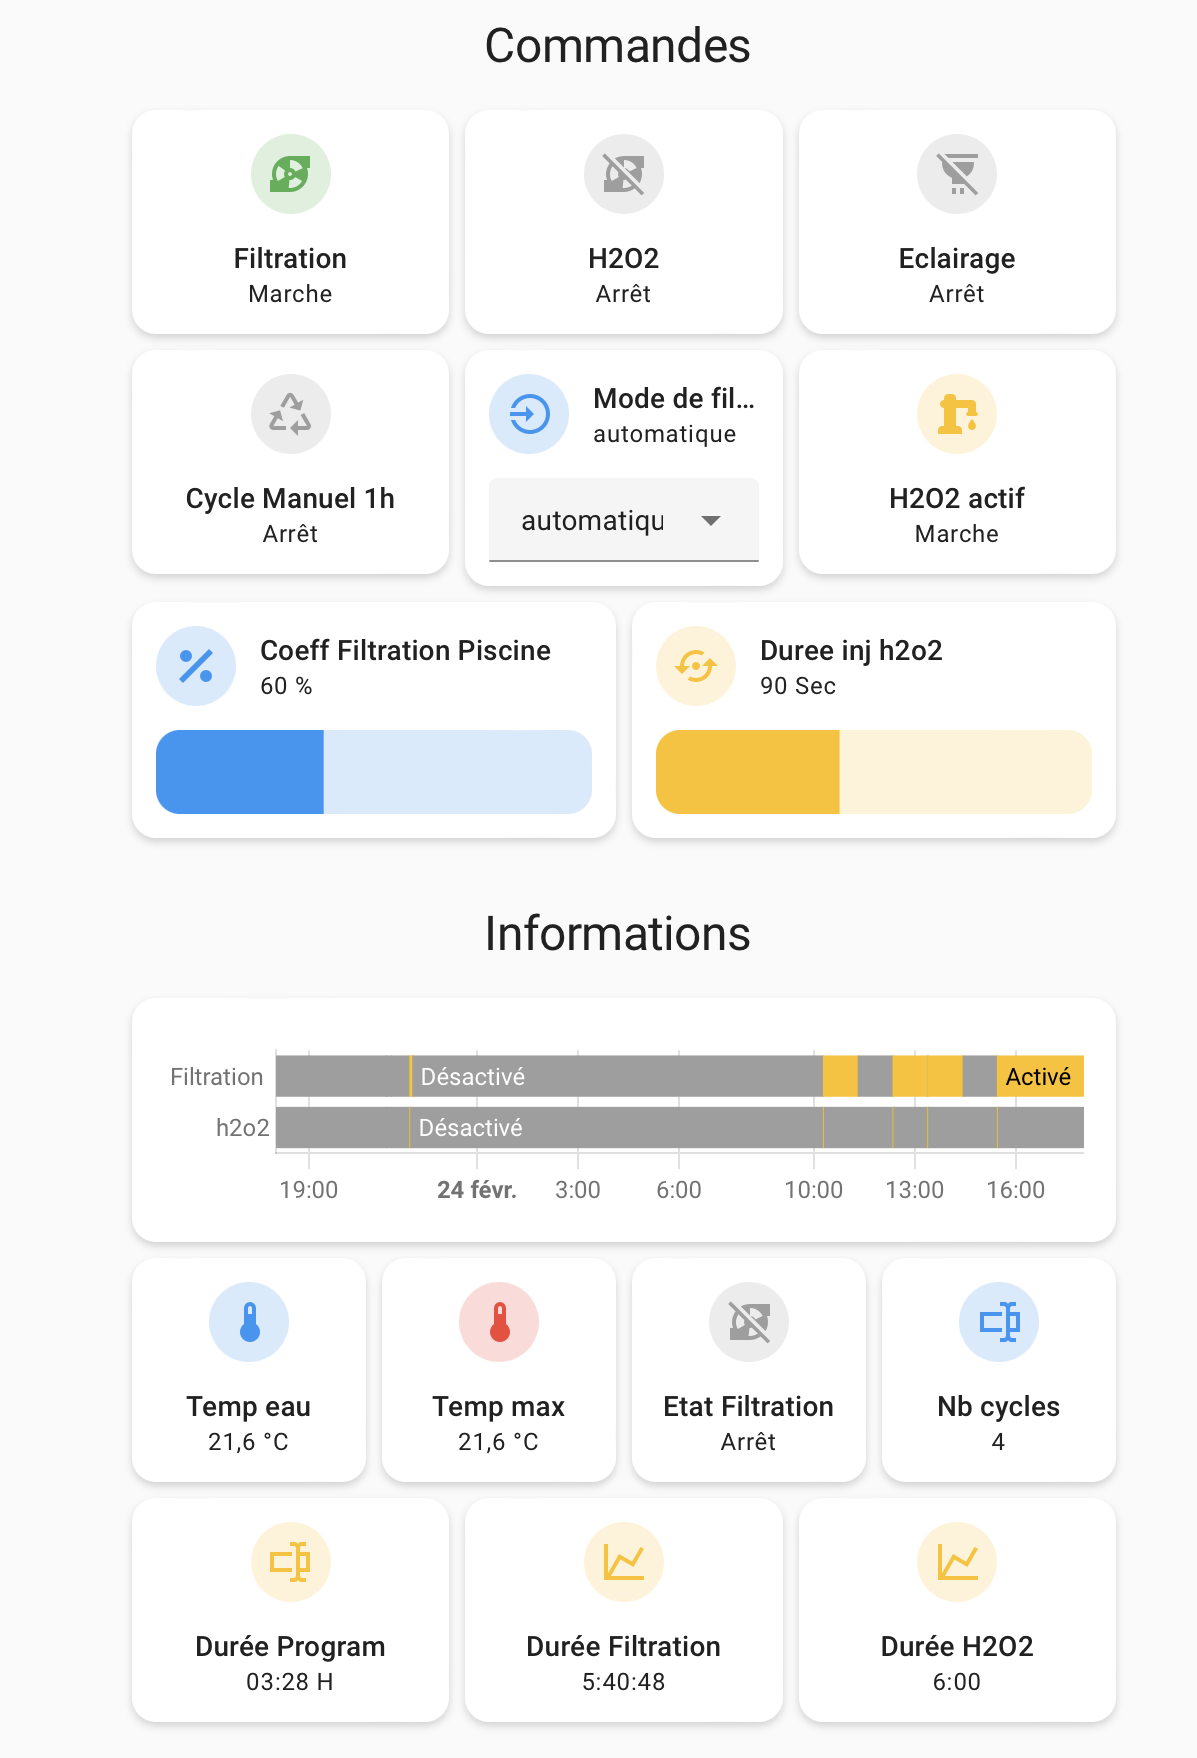 Commandes
Filtration
Marche
H2O2
Arrêt
Eclairage
Arrêt
Cycle Manuel 1h
Arrêt
Mode de fil...
automatique
automatiqu
H2O2 actif
Marche
Coeff Filtration Piscine
60 %
Duree inj h2o2
90 Sec
Informations
Filtration
Désactivé
Activé
h2o2
Désactivé
19:00
24 févr.
3:00
6:00
10:00
13:00
16:00
Temp eau
21,6 °C
Temp max
21,6 °C
Etat Filtration
Arrêt
Nb cycles
4
Durée Program
03:28 H
Durée Filtration
5:40:48
Durée H2O2
6:00